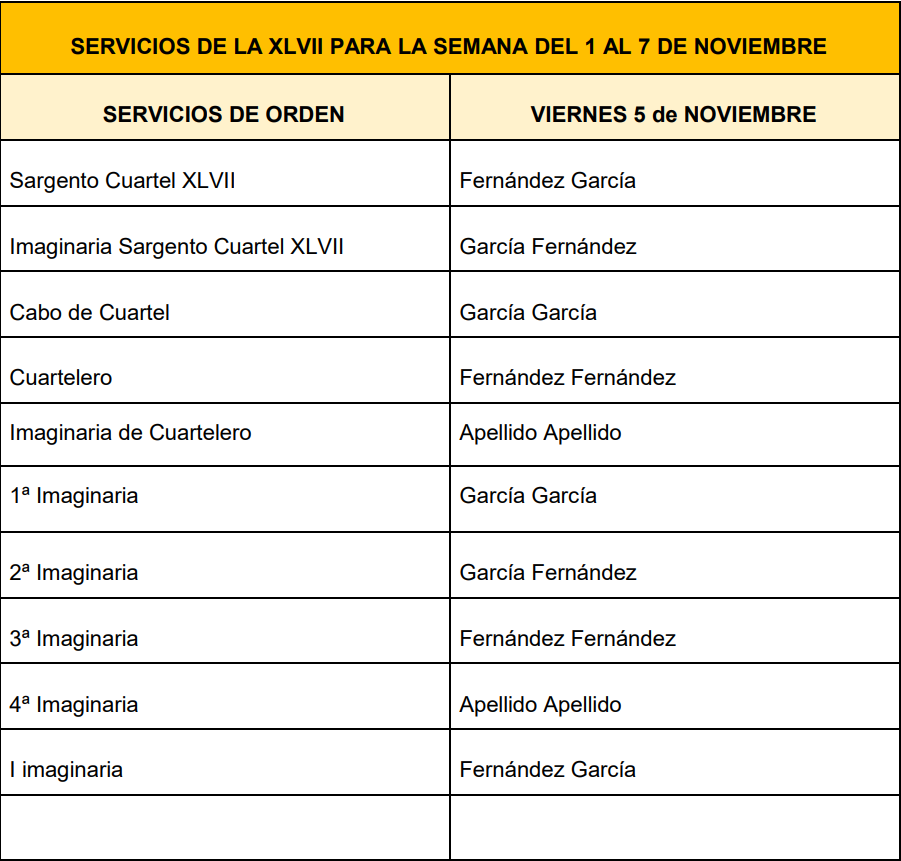 SERVICIOS DE LA XLVII PARA LA SEMANA DEL 1 AL 7 DE NOVIEMBRE
SERVICIOS DE ORDEN VIERNES 5 de NOVIEMBRE
Sargento Cuartel XLVII Fernández García
Imaginaria Sargento Cuartel XLVII García Fernández
Cabo de Cuartel García García
Cuartelero Fernández Fernández
Imaginaria de Cuartelero Apellido Apellido
1ª Imaginaria García García
2ª Imaginaria García Fernández
3ª Imaginaria Fernández Fernández
4ª Imaginaria Apellido Apellido
I imaginaria Fernández García